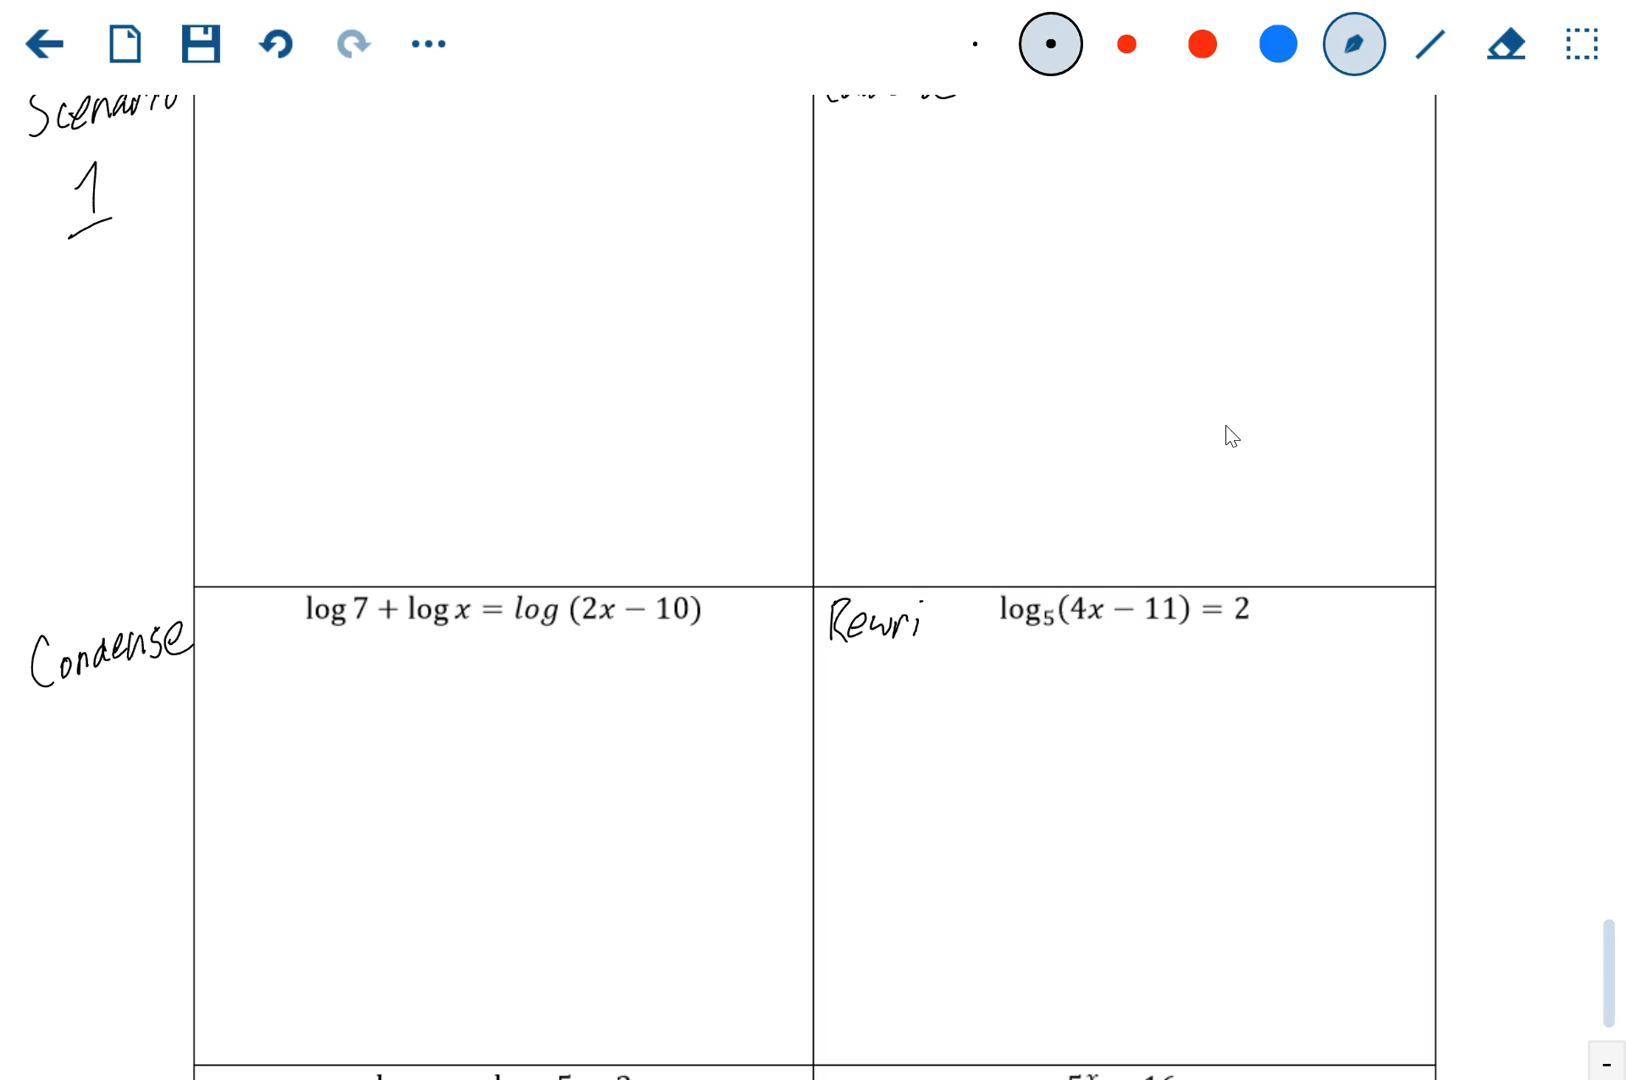 Scenario
1
log 7 + log x = log (2x − 10)
Condense
Rewri
log₅(4x − 11) = 2